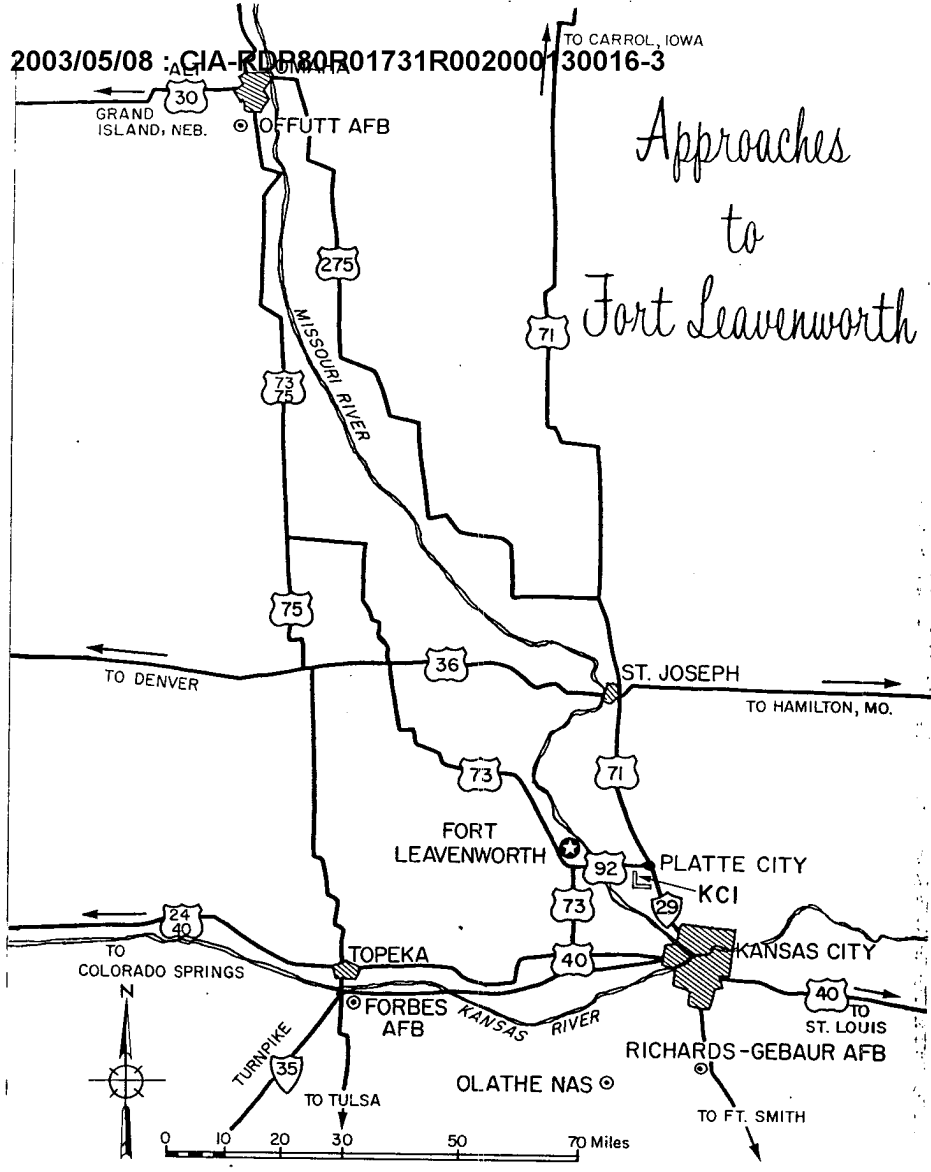 TO CARROL, IOWA
2003/05/08 : CIA-RDP80R01731R002000130016-3
ALT
30
OMAHA
GRAND
ISLAND, NEB.
OFFUTT AFB
Approaches
to
Fort Leavenworth
275
71
MISSOURI RIVER
73
75
75
36
TO DENVER
ST. JOSEPH
TO HAMILTON, MO.
73
71
FORT
LEAVENWORTH
92
PLATTE CITY
KCI
73
29
24
40
TO
COLORADO SPRINGS
TOPEKA
40
KANSAS CITY
FORBES
AFB
KANSAS RIVER
40
TO
ST. LOUIS
N
TURNPIKE
35
RICHARDS-GEBAUR AFB
OLATHE NAS
TO TULSA
TO FT. SMITH
0 10 20 30 50 70 Miles